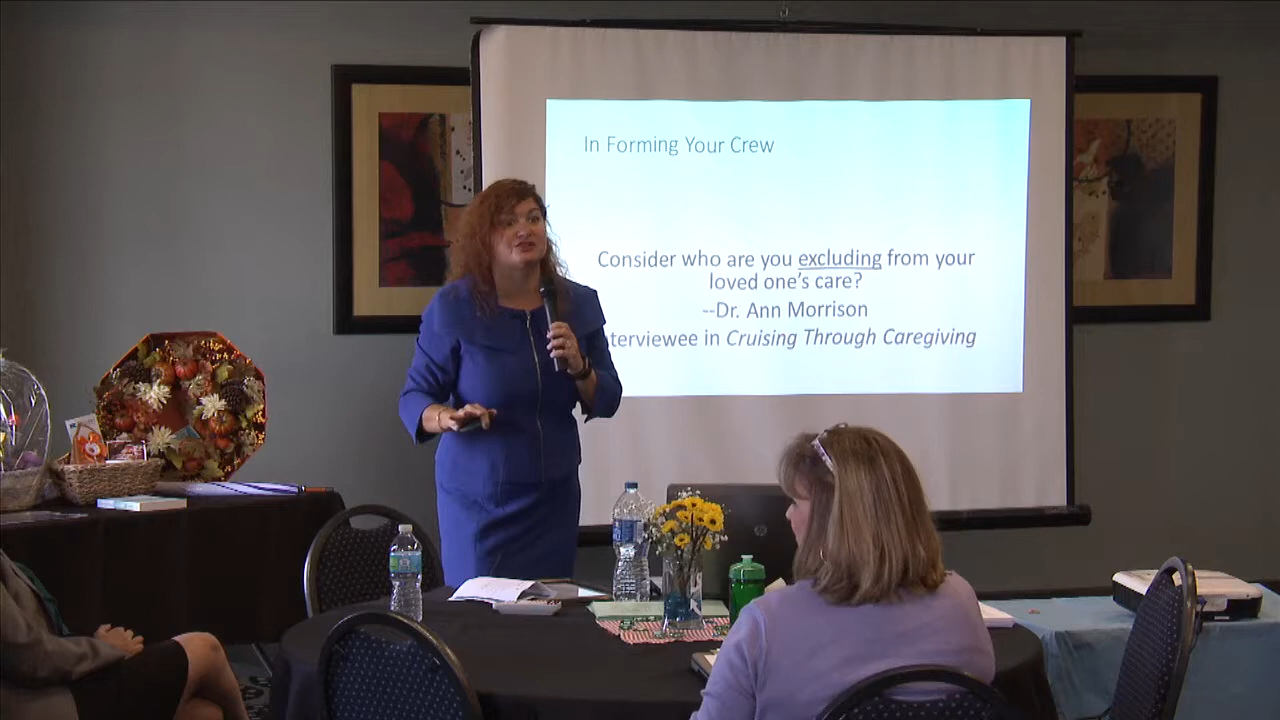 In Forming Your Crew
Consider who are you excluding from your
loved one's care?
--Dr. Ann Morrison
terviewee in Cruising Through Caregiving